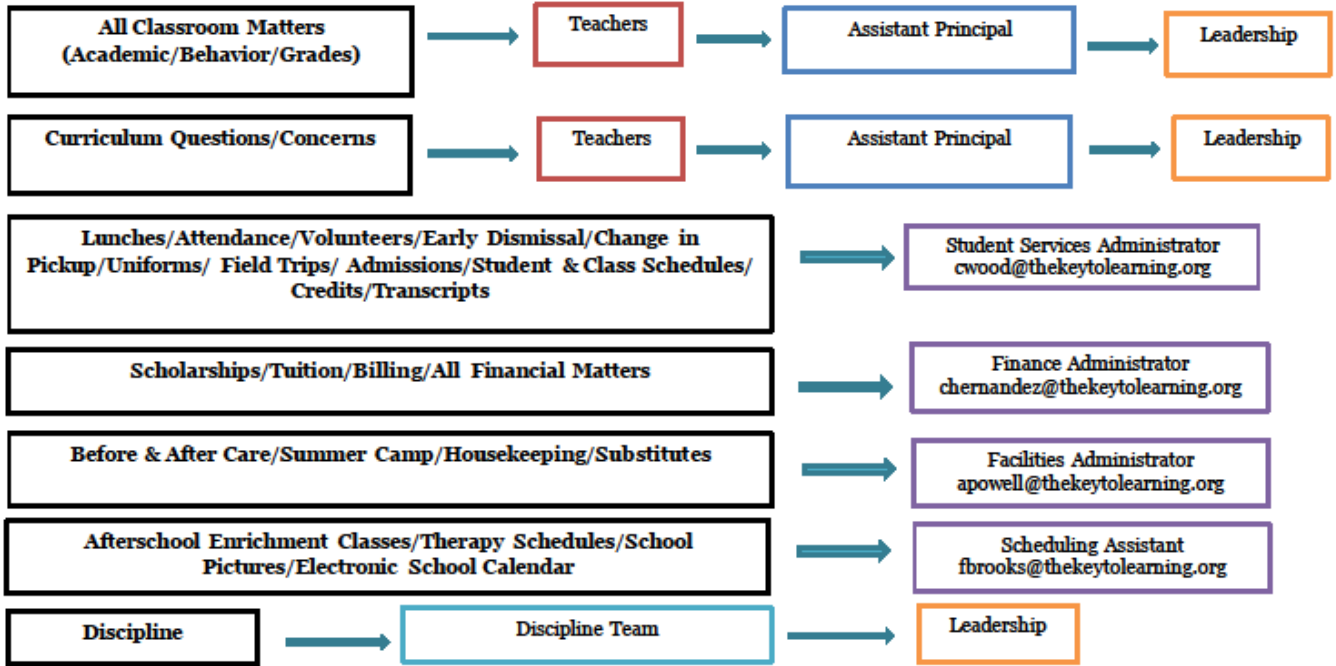 All Classroom Matters
(Academic/Behavior/Grades)
Teachers
Assistant Principal
Leadership
Curriculum Questions/Concerns
Teachers
Assistant Principal
Leadership
Lunches/Attendance/Volunteers/Early Dismissal/Change in
Pickup/Uniforms/ Field Trips/ Admissions/Student & Class Schedules/
Credits/Transcripts
Student Services Administrator
cwood@thekeytolearning.org
Scholarships/Tuition/Billing/All Financial Matters
Finance Administrator
chernandez@thekeytolearning.org
Before & After Care/Summer Camp/Housekeeping/Substitutes
Facilities Administrator
apowell@thekeytolearning.org
Afterschool Enrichment Classes/Therapy Schedules/School
Pictures/Electronic School Calendar
Scheduling Assistant
fbrooks@thekeytolearning.org
Discipline
Discipline Team
Leadership